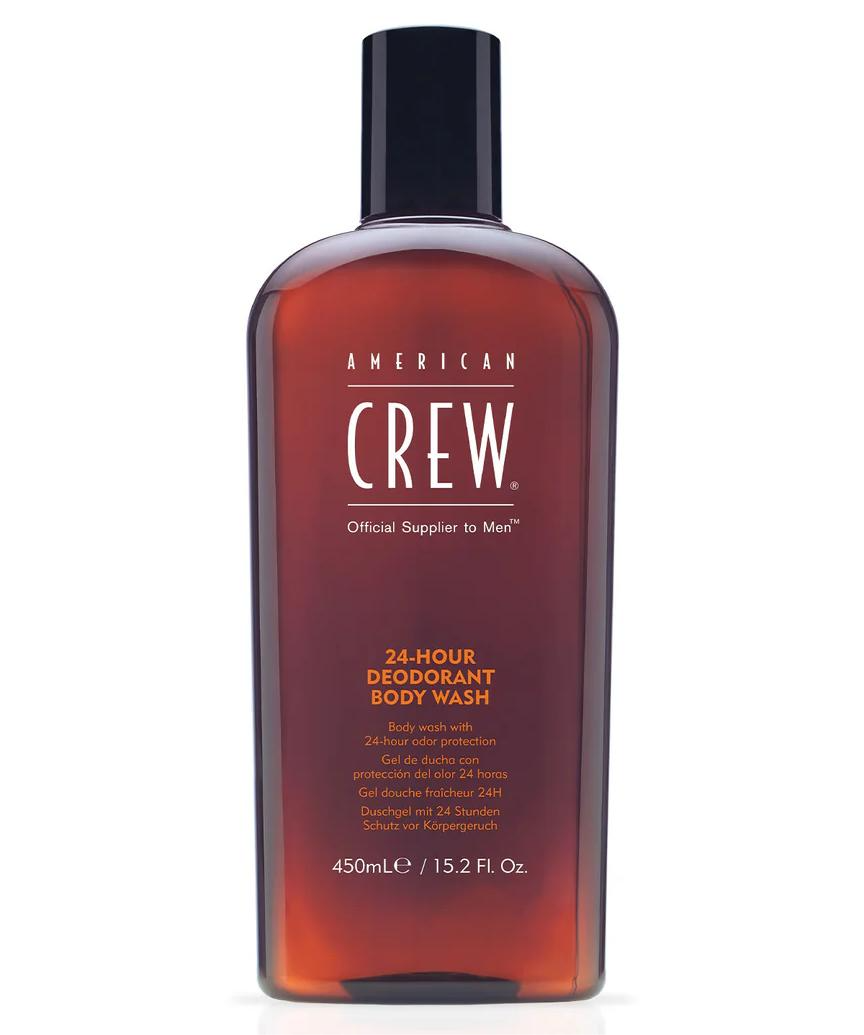 AMERICAN
CREW®
Official Supplier to Men™
24-HOUR
DEODORANT
BODY WASH
Body wash with
24-hour odor protection
Gel de ducha con
protección del olor 24 horas
Gel douche fraîcheur 24H
Duschgel mit 24 Stunden
Schutz vor Körpergeruch
450mL℮ / 15.2 Fl. Oz.